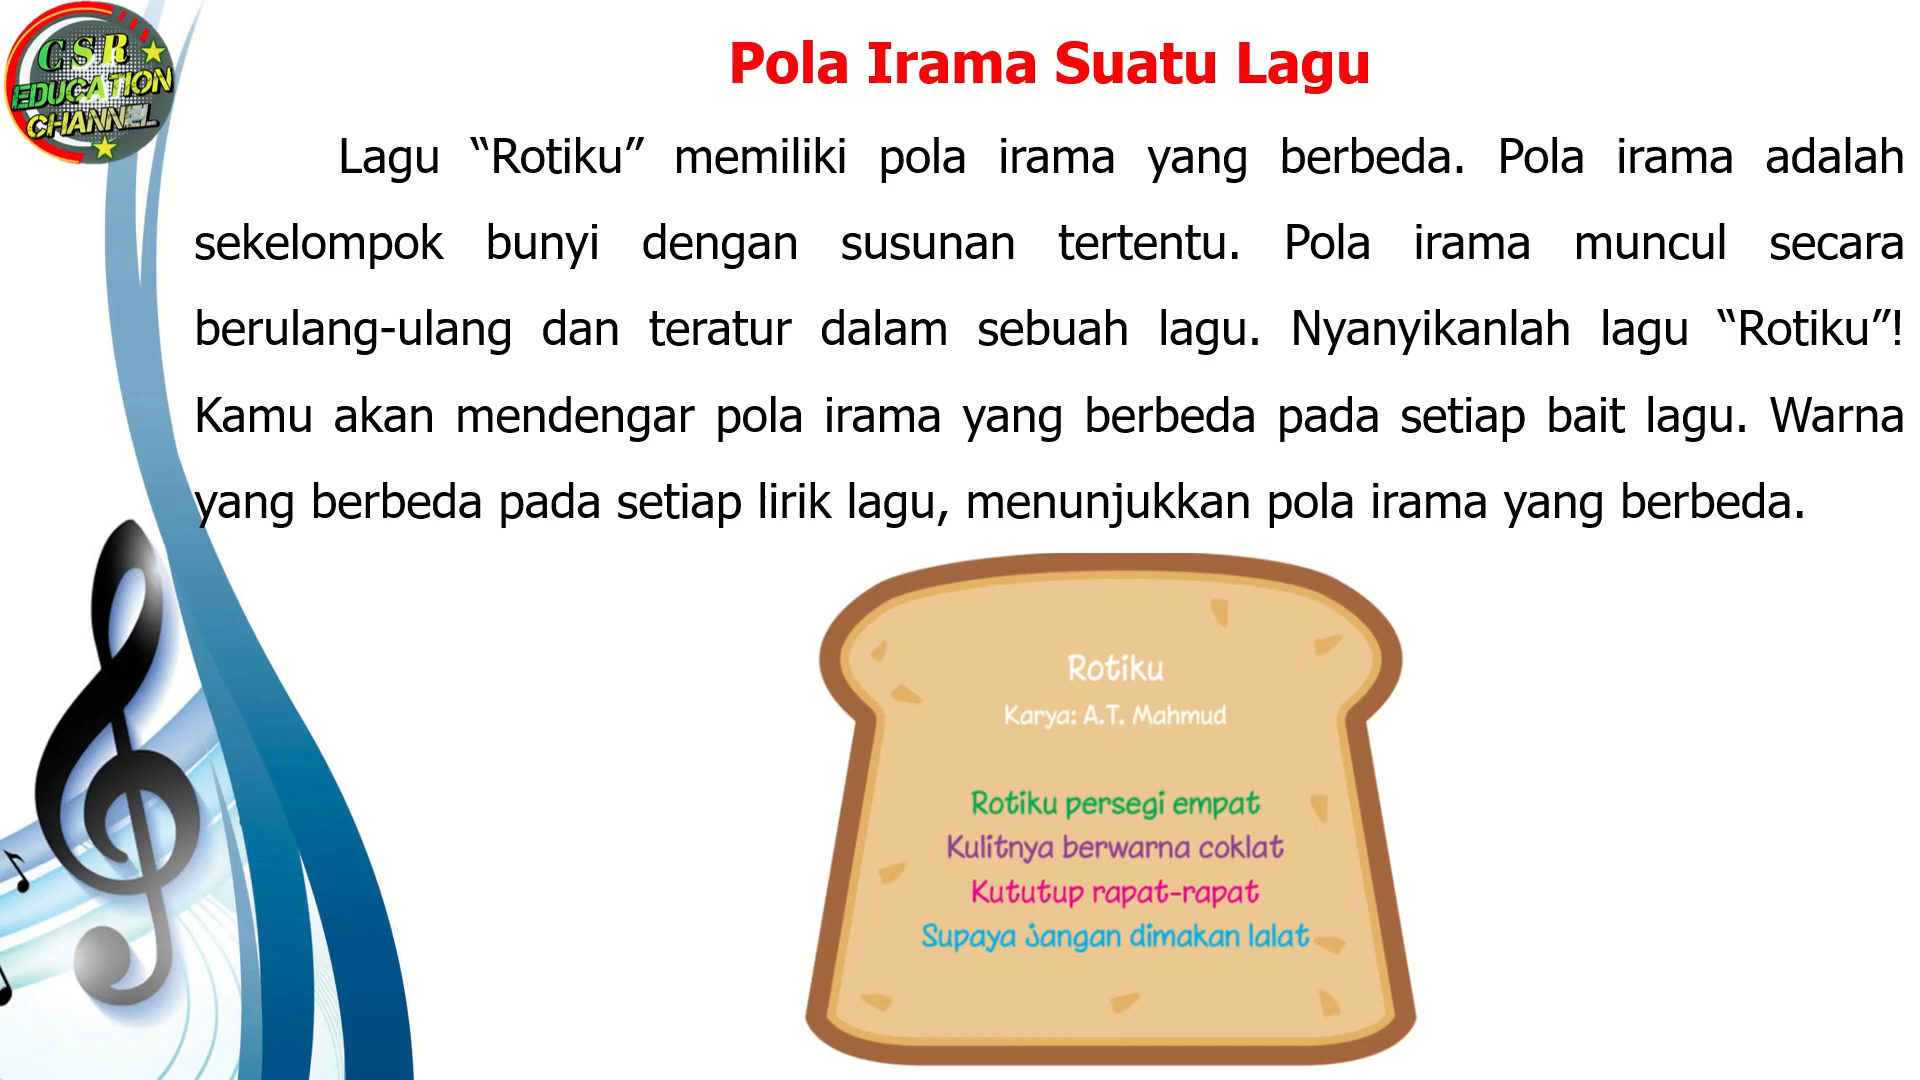 CSR
EDUCATION
CHANNEL
Pola Irama Suatu Lagu
Lagu “Rotiku” memiliki pola irama yang berbeda. Pola irama adalah
sekelompok bunyi dengan susunan tertentu. Pola irama muncul secara
berulang-ulang dan teratur dalam sebuah lagu. Nyanyikanlah lagu “Rotiku”!
Kamu akan mendengar pola irama yang berbeda pada setiap bait lagu. Warna
yang berbeda pada setiap lirik lagu, menunjukkan pola irama yang berbeda.
Rotiku
Karya: A.T. Mahmud
Rotiku persegi empat
Kulitnya berwarna coklat
Kututup rapat-rapat
Supaya jangan dimakan lalat